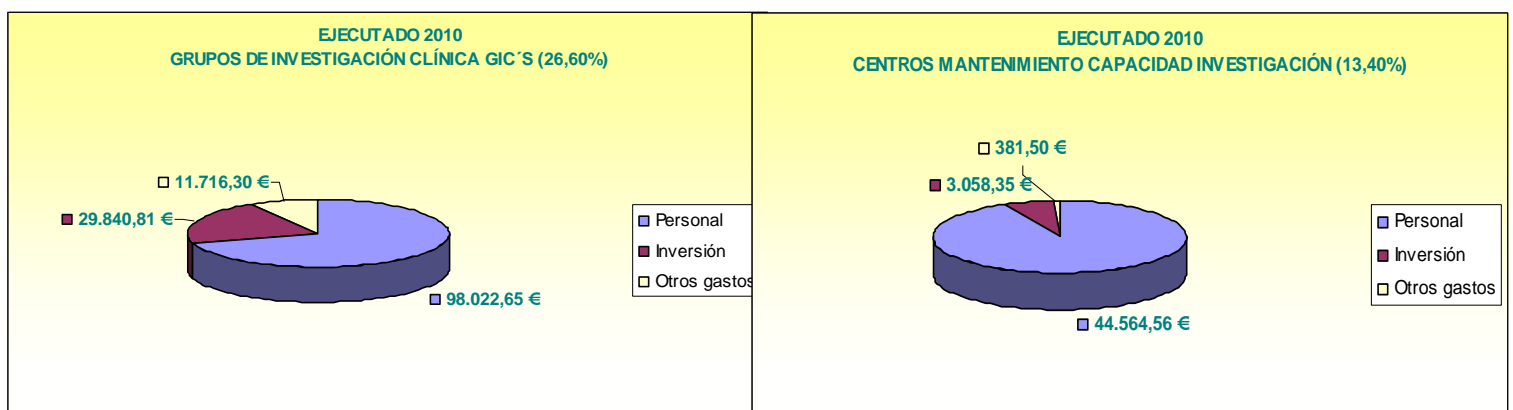 EJECUTADO 2010
GRUPOS DE INVESTIGACIÓN CLÍNICA GIC´S (26,60%)
11.716,30 €
29.840,81 €
98.022,65 €
Personal
Inversión
Otros gastos
EJECUTADO 2010
CENTROS MANTENIMIENTO CAPACIDAD INVESTIGACIÓN (13,40%)
381,50 €
3.058,35 €
44.564,56 €
Personal
Inversión
Otros gastos